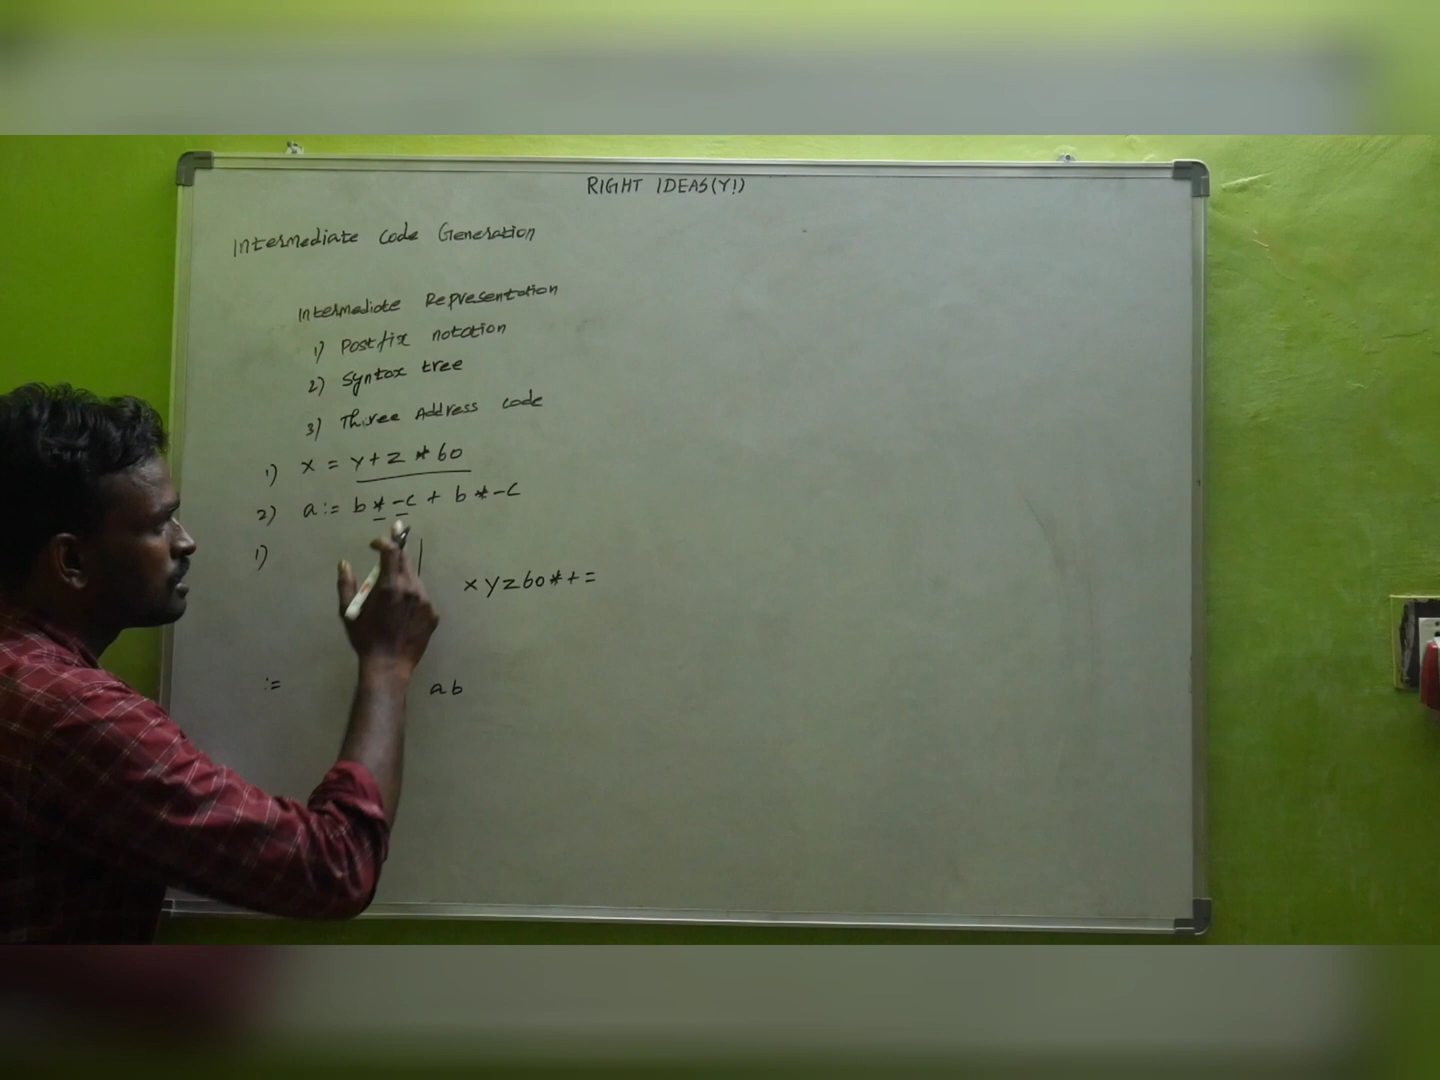 RIGHT IDEAS(Y!)
Intermediate Code Generation
Intermediate Representation
1) Postfix notation
2) Syntax tree
3) Three Address code
1) x = y + z * 60
2) a := b * - c + b * - c
1)
x y z 60 * + =
:= a b